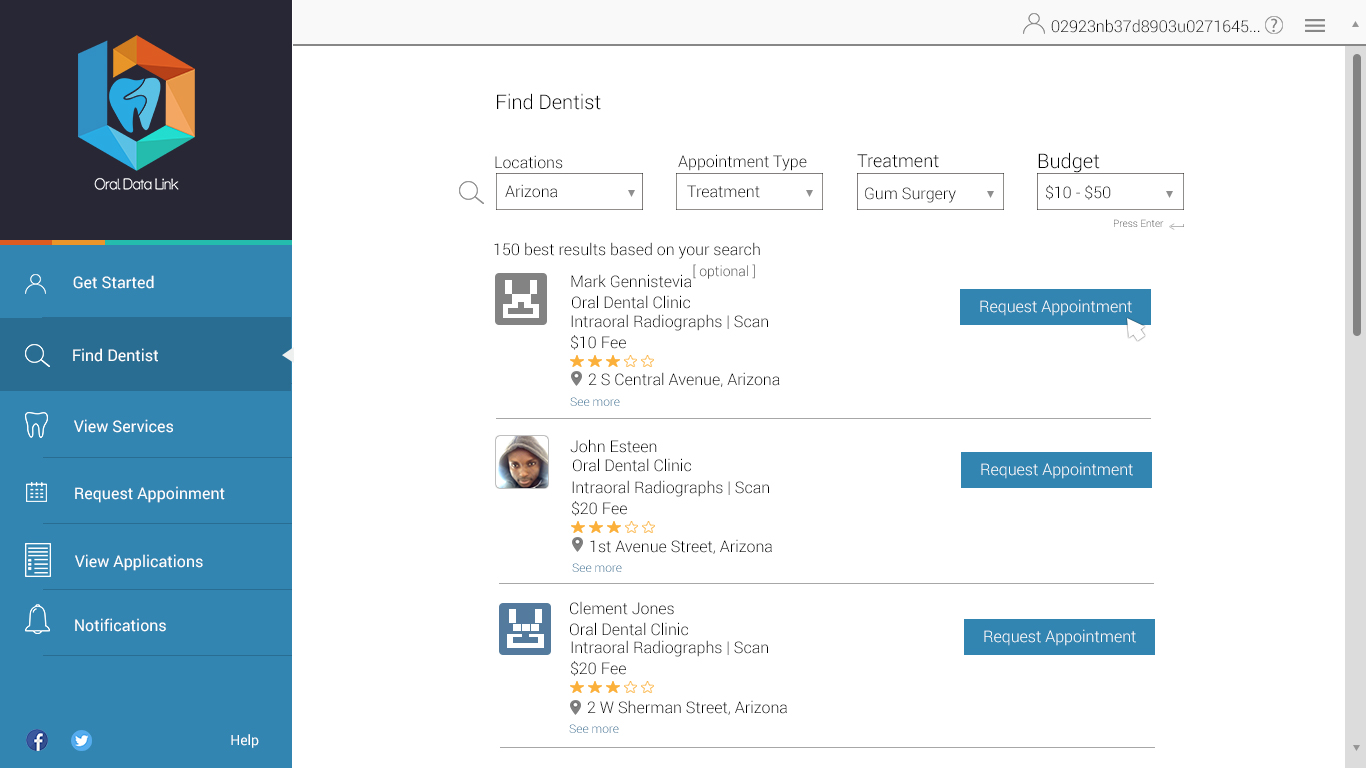 Oral Data Link
Get Started
Find Dentist
View Services
Request Appoinment
View Applications
Notifications
Help
02923nb37d8903u0271645... ?
Find Dentist
Locations
Arizona
Appointment Type
Treatment
Treatment
Gum Surgery
Budget
$10 - $50
Press Enter
150 best results based on your search
Mark Gennistevia [ optional ]
Oral Dental Clinic
Intraoral Radiographs | Scan
$10 Fee
2 S Central Avenue, Arizona
See more
Request Appointment
John Esteen
Oral Dental Clinic
Intraoral Radiographs | Scan
$20 Fee
1st Avenue Street, Arizona
See more
Request Appointment
Clement Jones
Oral Dental Clinic
Intraoral Radiographs | Scan
$20 Fee
2 W Sherman Street, Arizona
See more
Request Appointment